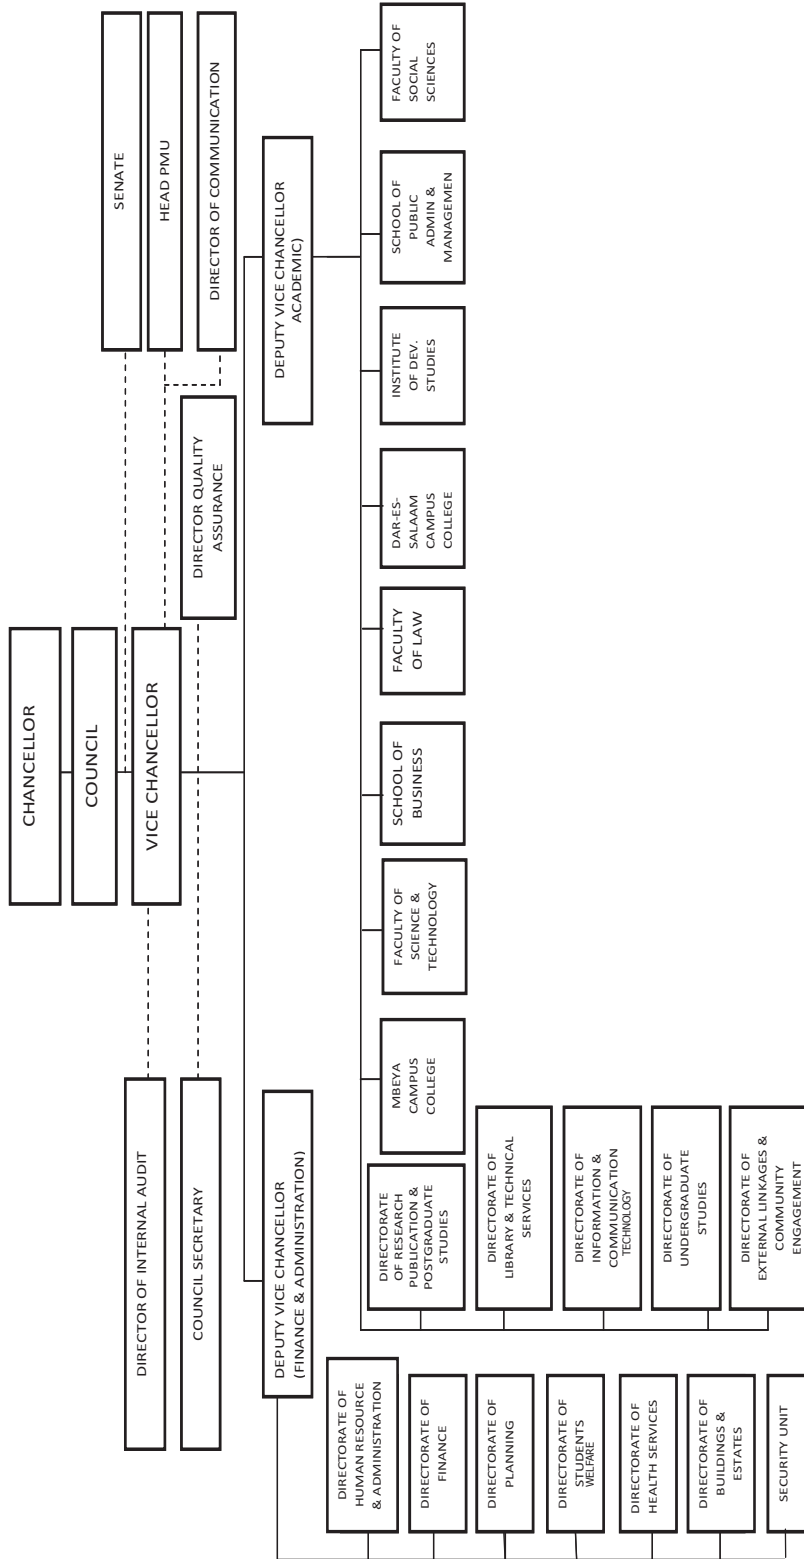 CHANCELLOR
COUNCIL
VICE CHANCELLOR
DIRECTOR OF INTERNAL AUDIT
COUNCIL SECRETARY
SENATE
HEAD PMU
DIRECTOR OF COMMUNICATION
DIRECTOR QUALITY
ASSURANCE
DEPUTY VICE CHANCELLOR
(FINANCE & ADMINISTRATION)
DEPUTY VICE CHANCELLOR
ACADEMIC)
DIRECTORATE OF
HUMAN RESOURCE
& ADMINISTRATION
DIRECTORATE OF
FINANCE
DIRECTORATE OF
PLANNING
DIRECTORATE OF
STUDENTS
WELFARE
DIRECTORATE OF
HEALTH SERVICES
DIRECTORATE OF
BUILDINGS &
ESTATES
SECURITY UNIT
DIRECTORATE
OF RESEARCH
PUBLICATION &
POSTGRADUATE
STUDIES
DIRECTORATE OF
LIBRARY & TECHNICAL
SERVICES
DIRECTORATE OF
INFORMATION &
COMMUNICATION
TECHNOLOGY
DIRECTORATE OF
UNDERGRADUATE
STUDIES
DIRECTORATE OF
EXTERNAL LINKAGES &
COMMUNITY
ENGAGEMENT
MBEYA
CAMPUS
COLLEGE
FACULTY OF
SCIENCE &
TECHNOLOGY
SCHOOL OF
BUSINESS
FACULTY
OF LAW
DAR-ES-
SALAAM
CAMPUS
COLLEGE
INSTITUTE
OF DEV.
STUDIES
SCHOOL OF
PUBLIC
ADMIN &
MANAGEMEN
FACULTY OF
SOCIAL
SCIENCES